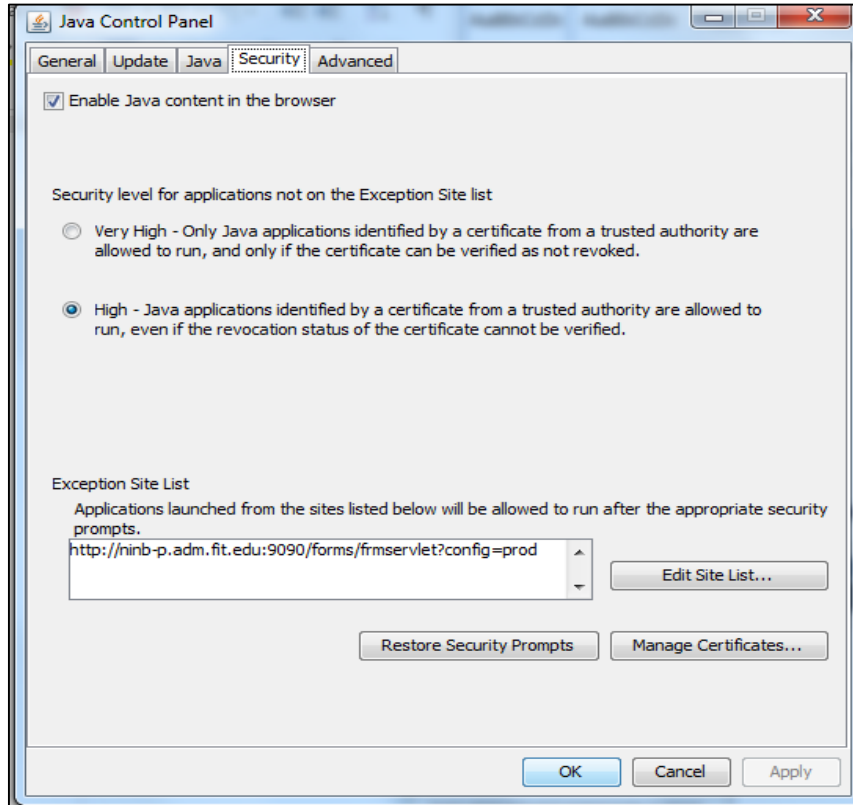 Java Control Panel
General Update Java Security Advanced
Enable Java content in the browser
Security level for applications not on the Exception Site list
Very High - Only Java applications identified by a certificate from a trusted authority are
allowed to run, and only if the certificate can be verified as not revoked.
High - Java applications identified by a certificate from a trusted authority are allowed to
run, even if the revocation status of the certificate cannot be verified.
Exception Site List
Applications launched from the sites listed below will be allowed to run after the appropriate security
prompts.
http://ninb-p.adm.fit.edu:9090/forms/frmservlet?config=prod
Edit Site List...
Restore Security Prompts Manage Certificates...
OK Cancel Apply